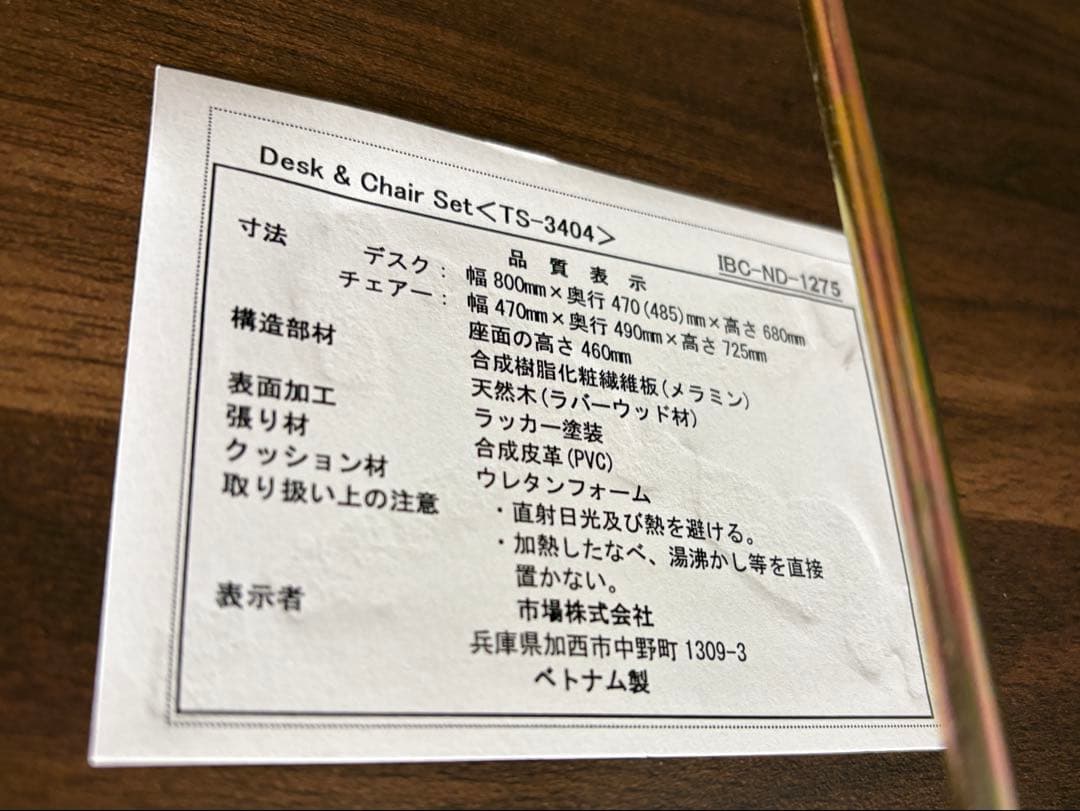 Desk & Chair Set<TS-3404>
IBC-ND-1275
品 質 表 示
寸法 デスク： 幅 800mm×奥行 470(485)mm×高さ 680mm
チェアー： 幅 470mm×奥行 490mm×高さ 725mm
座面の高さ 460mm
構造部材 合成樹脂化粧繊維板(メラミン)
天然木(ラバーウッド材)
表面加工 ラッカー塗装
張り材 合成皮革(PVC)
クッション材 ウレタンフォーム
取り扱い上の注意 ・直射日光及び熱を避ける。
・加熱したなべ、湯沸かし等を直接
置かない。
表示者 市場株式会社
兵庫県加西市中野町 1309-3
ベトナム製